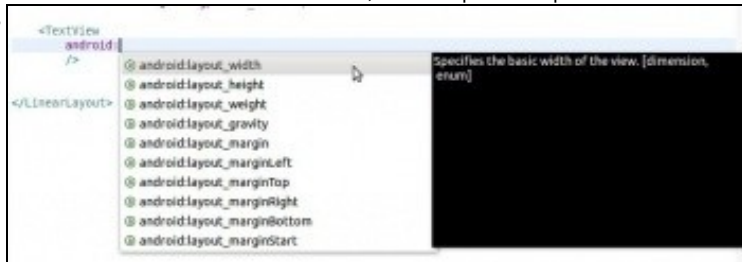 <TextView
android:
/>
</LinearLayout>
android:layout_width
android:layout_height
android:layout_weight
android:layout_gravity
android:layout_margin
android:layout_marginLeft
android:layout_marginTop
android:layout_marginRight
android:layout_marginBottom
android:layout_marginStart
Specifies the basic width of the view. [dimension,
enum]